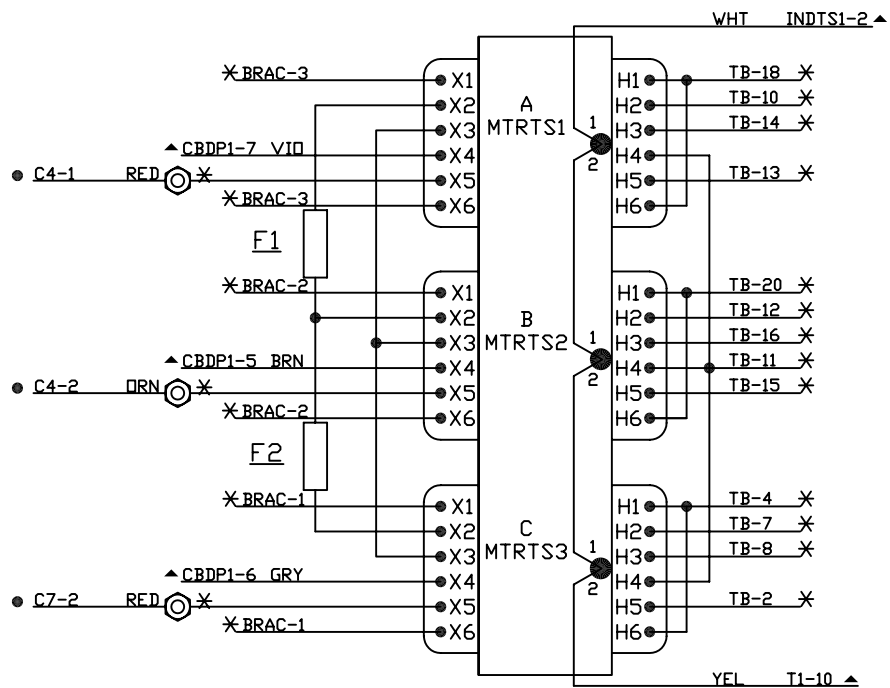 WHT INDTS1-2
BRAC-3 X1 H1 TB-18
X2 A H2 TB-10
X3 MTRTS1 1 H3 TB-14
CBDP1-7 VIO X4 2 H4
C4-1 RED X5 H5 TB-13
BRAC-3 X6 H6
F1
BRAC-2 X1 H1 TB-20
X2 B H2 TB-12
X3 MTRTS2 1 H3 TB-16
CBDP1-5 BRN X4 2 H4 TB-11
C4-2 ORN X5 H5 TB-15
BRAC-2 X6 H6
F2
BRAC-1 X1 H1 TB-4
X2 C H2 TB-7
X3 MTRTS3 1 H3 TB-8
CBDP1-6 GRY X4 2 H4
C7-2 RED X5 H5 TB-2
BRAC-1 X6 H6
YEL T1-10